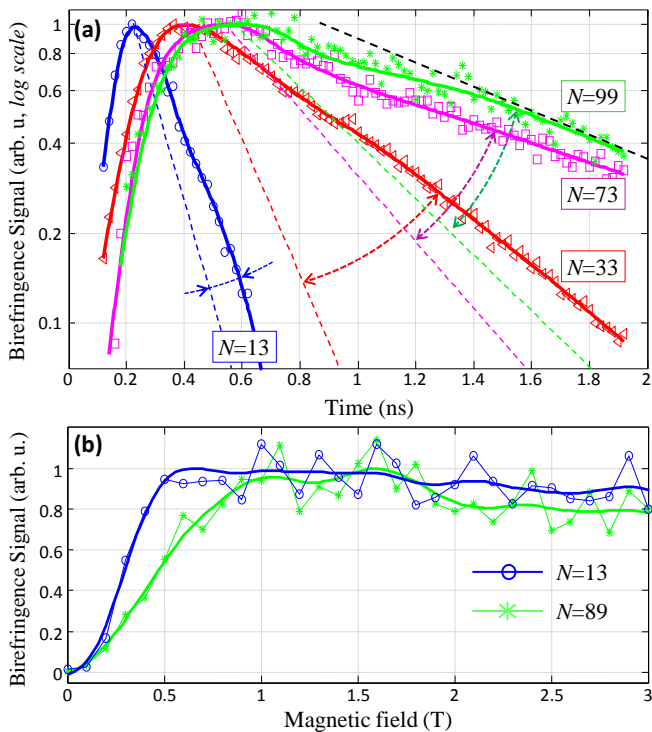 (a)
Birefringence Signal (arb. u, log scale)
1
0.8
0.6
0.4
0.2
0.1
N=99
N=73
N=33
N=13
0 0.2 0.4 0.6 0.8 1 1.2 1.4 1.6 1.8 2
Time (ns)
(b)
Birefringence Signal (arb. u.)
1
0.8
0.6
0.4
0.2
0
N=13
N=89
0 0.5 1 1.5 2 2.5 3
Magnetic field (T)